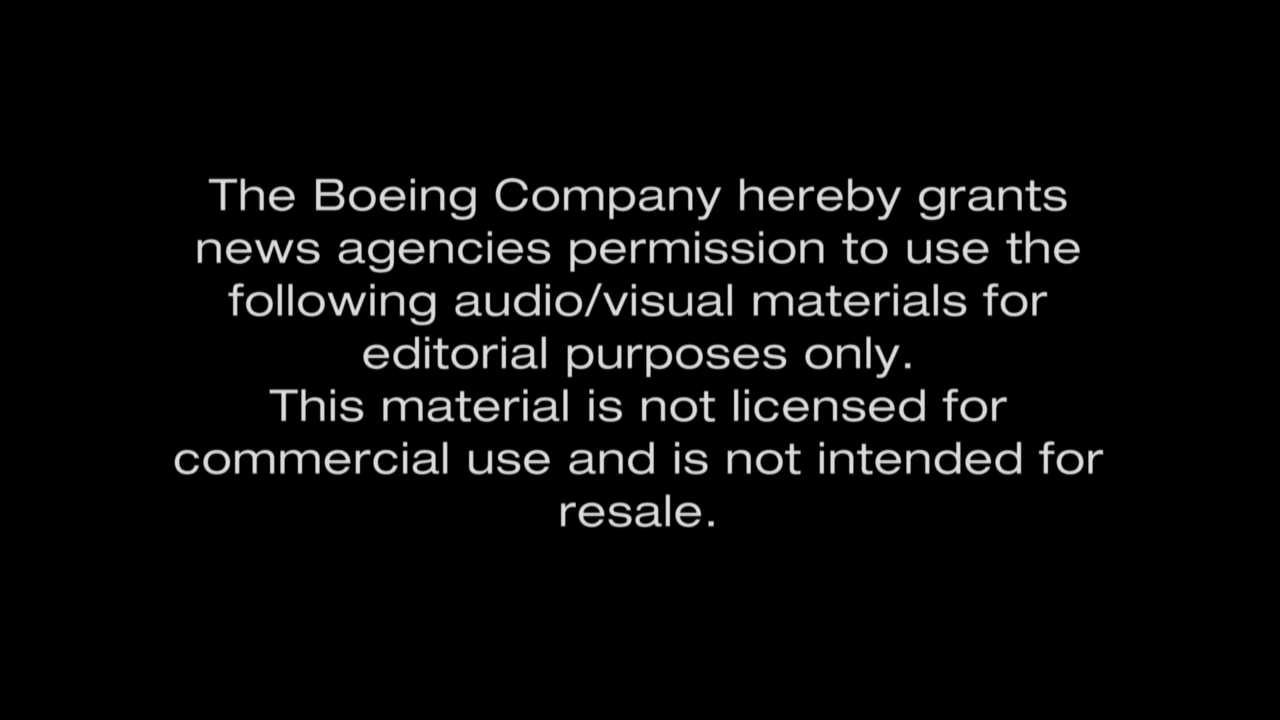 The Boeing Company hereby grants
news agencies permission to use the
following audio/visual materials for
editorial purposes only.
This material is not licensed for
commercial use and is not intended for
resale.